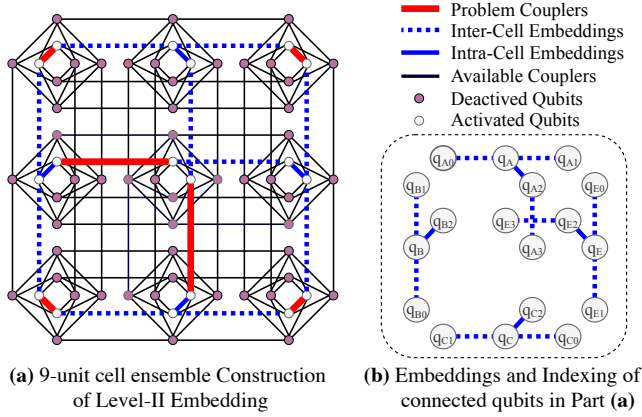 Problem Couplers
Inter-Cell Embeddings
Intra-Cell Embeddings
Available Couplers
Deactived Qubits
Activated Qubits
qA0 qA qA1
qB1 qA2 qE0
qB2 qE3 qE2
qB qA3 qE
qB0 qC2 qE1
qC1 qC qC0
(a) 9-unit cell ensemble Construction
of Level-II Embedding
(b) Embeddings and Indexing of
connected qubits in Part (a)